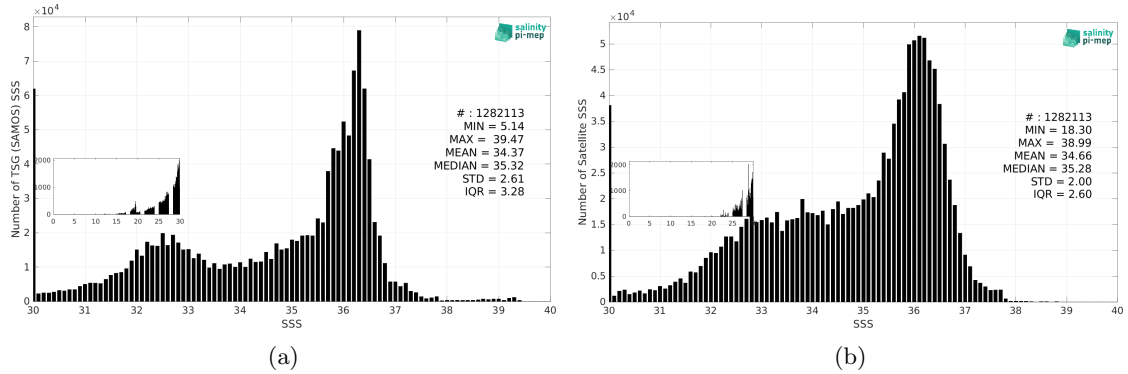 ×10⁴
8
7
6
5
4
3
2
1
0
Number of TSG (SAMOS) SSS
salinity
pi-mep
# : 1282113
MIN = 5.14
MAX = 39.47
MEAN = 34.37
MEDIAN = 35.32
STD = 2.61
IQR = 3.28
2000
1000
0
0 5 10 15 20 25 30
30 31 32 33 34 35 36 37 38 39 40
SSS
(a)
×10⁴
5
4.5
4
3.5
3
2.5
2
1.5
1
0.5
0
Number of Satellite SSS
salinity
pi-mep
# : 1282113
MIN = 18.30
MAX = 38.99
MEAN = 34.66
MEDIAN = 35.28
STD = 2.00
IQR = 2.60
2000
1000
0
0 5 10 15 20 25
30 31 32 33 34 35 36 37 38 39 40
SSS
(b)